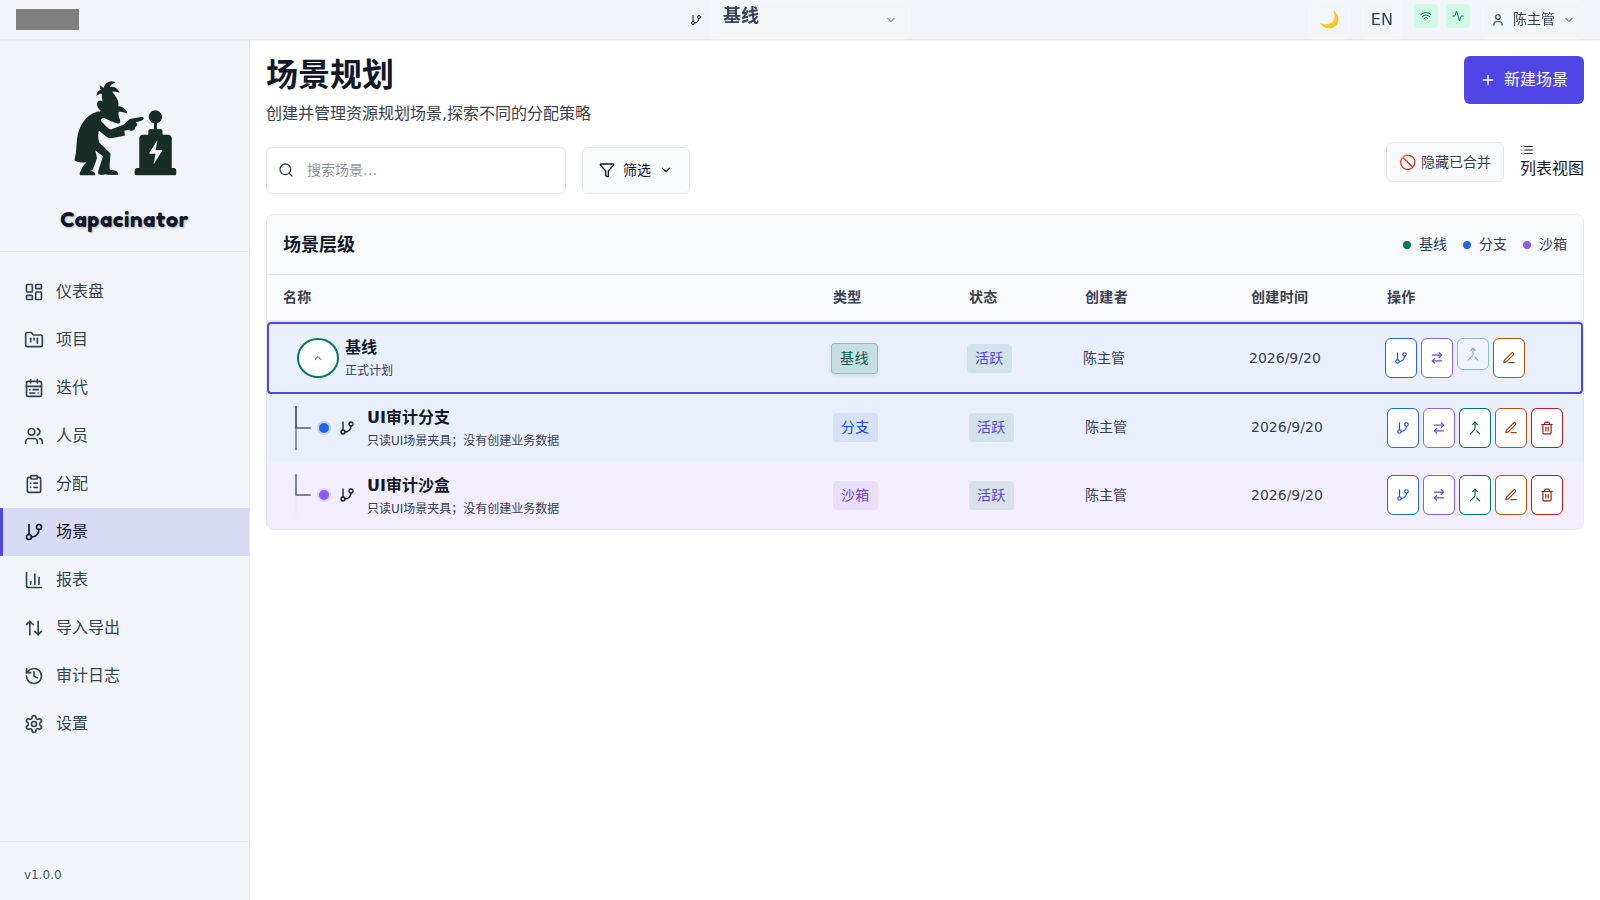 基线
EN
陈主管
Capacinator
仪表盘
项目
迭代
人员
分配
场景
报表
导入导出
审计日志
设置
v1.0.0
场景规划
创建并管理资源规划场景,探索不同的分配策略
新建场景
搜索场景...
筛选
隐藏已合并
列表视图
场景层级
基线 分支 沙箱
名称 类型 状态 创建者 创建时间 操作
基线
正式计划
基线 活跃 陈主管 2026/9/20
UI审计分支
只读UI场景夹具；没有创建业务数据
分支 活跃 陈主管 2026/9/20
UI审计沙盒
只读UI场景夹具；没有创建业务数据
沙箱 活跃 陈主管 2026/9/20